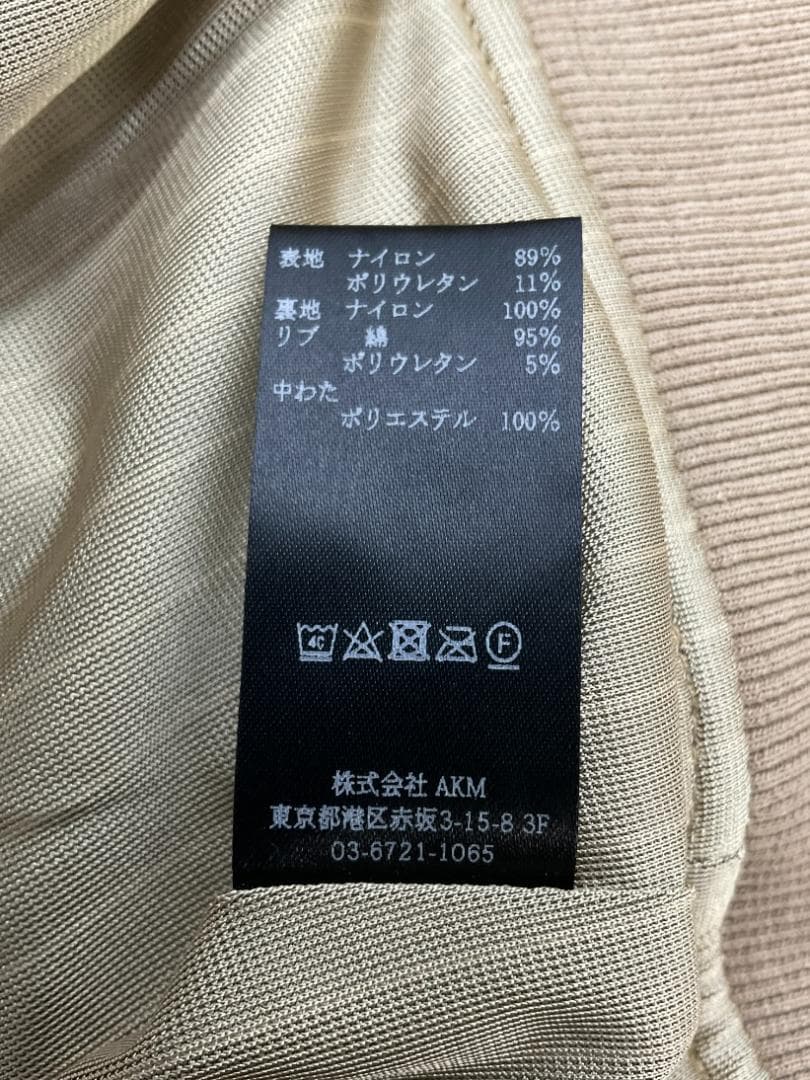 表地 ナイロン 89%
ポリウレタン 11%
裏地 ナイロン 100%
リブ 綿 95%
ポリウレタン 5%
中わた
ポリエステル 100%
40 F
株式会社 AKM
東京都港区赤坂3-15-8 3F
03-6721-1065